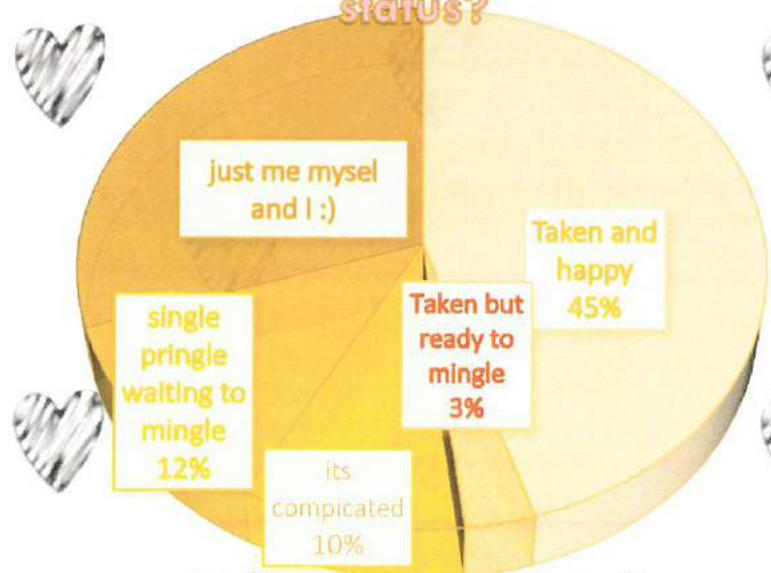 status?
just me mysel
and I :)
Taken and
happy
45%
Taken but
ready to
mingle
3%
single
pringle
waiting to
mingle
12%
its
compicated
10%